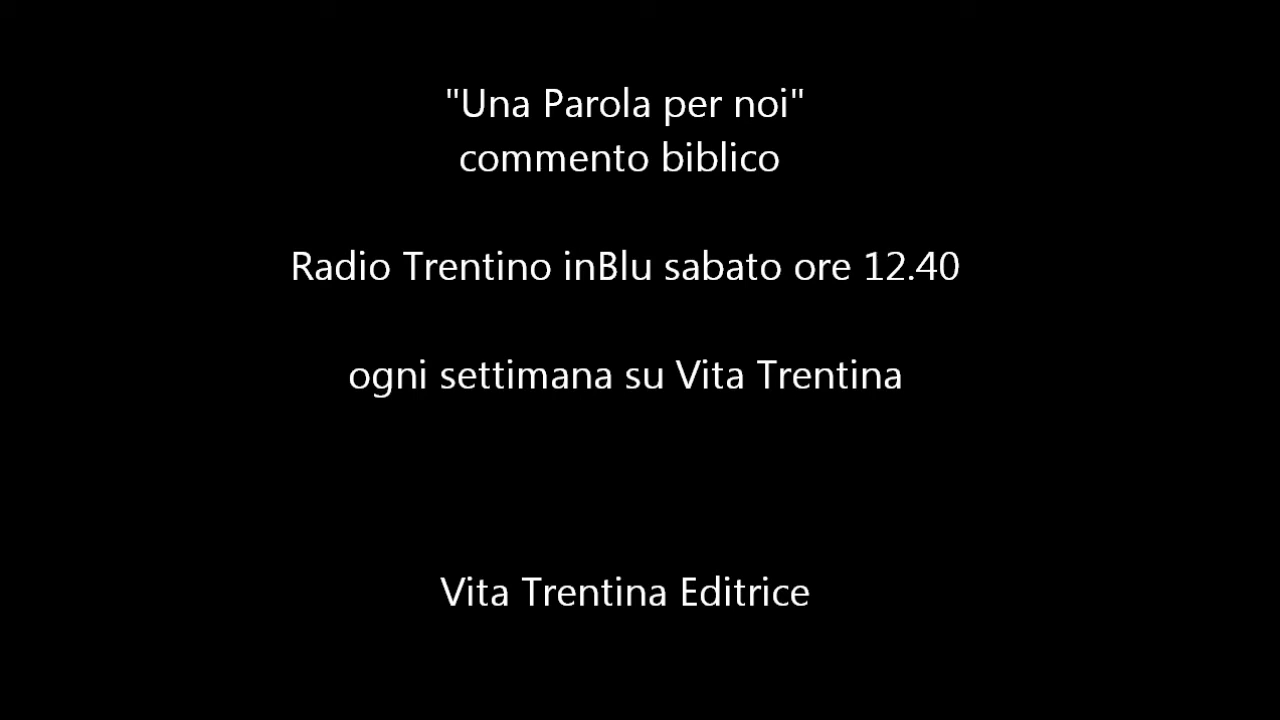 "Una Parola per noi"
commento biblico
Radio Trentino inBlu sabato ore 12.40
ogni settimana su Vita Trentina
Vita Trentina Editrice